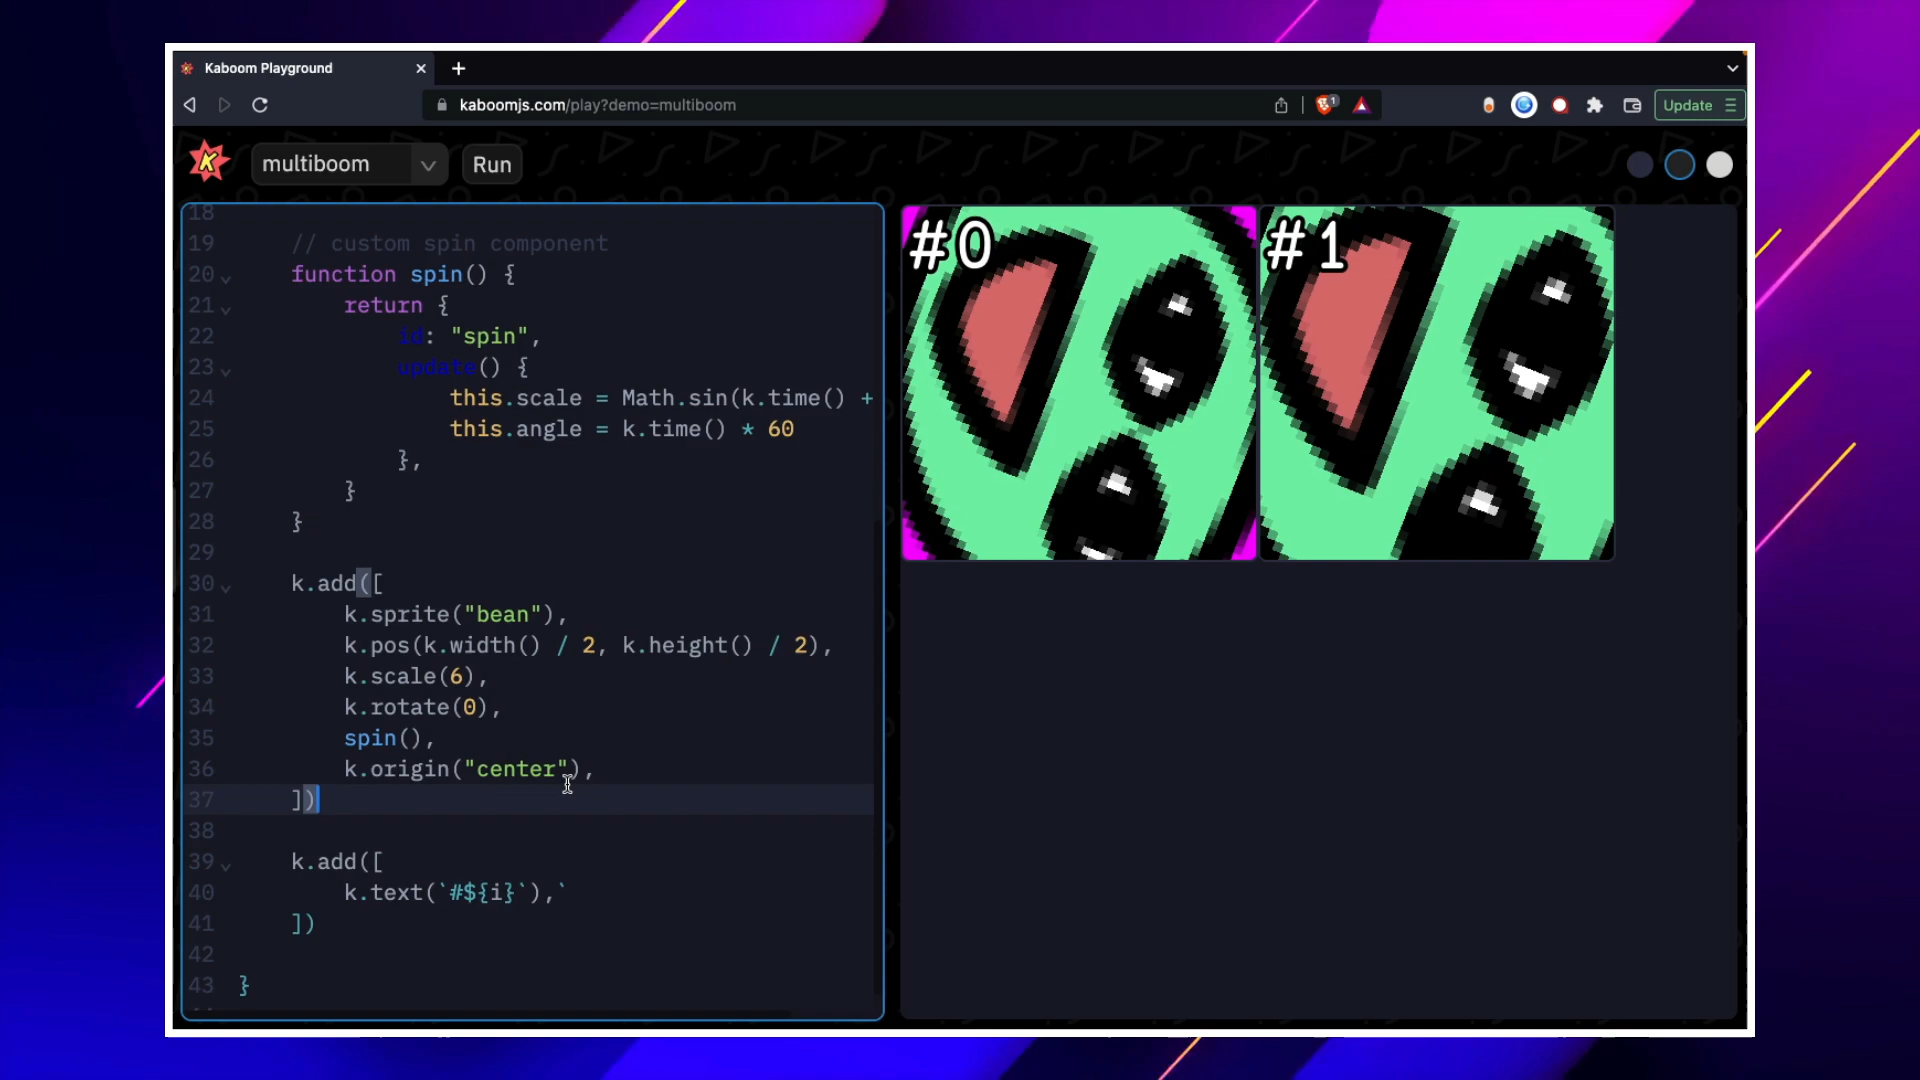 Kaboom Playground
kaboomjs.com/play?demo=multiboom
1
Update
K
multiboom
Run
18
19 // custom spin component
20 function spin() {
21 return {
22 id: "spin",
23 update() {
24 this.scale = Math.sin(k.time() +
25 this.angle = k.time() * 60
26 },
27 }
28 }
29
30 k.add([
31 k.sprite("bean"),
32 k.pos(k.width() / 2, k.height() / 2),
33 k.scale(6),
34 k.rotate(0),
35 spin(),
36 k.origin("center"),
37 ])
38
39 k.add([
40 k.text(`#${i}`),`
41 ])
42
43 }
#0
#1